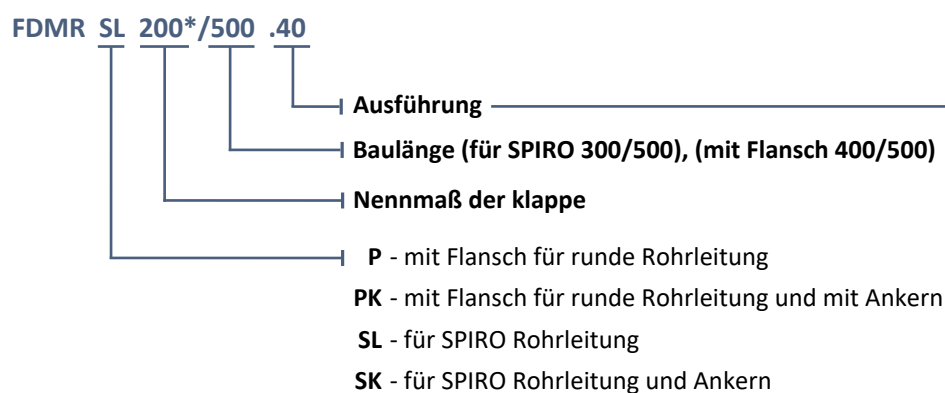 FDMR SL 200*/500 .40
Ausführung
Baulänge (für SPIRO 300/500), (mit Flansch 400/500)
Nennmaß der klappe
P - mit Flansch für runde Rohrleitung
PK - mit Flansch für runde Rohrleitung und mit Ankern
SL - für SPIRO Rohrleitung
SK - für SPIRO Rohrleitung und Ankern